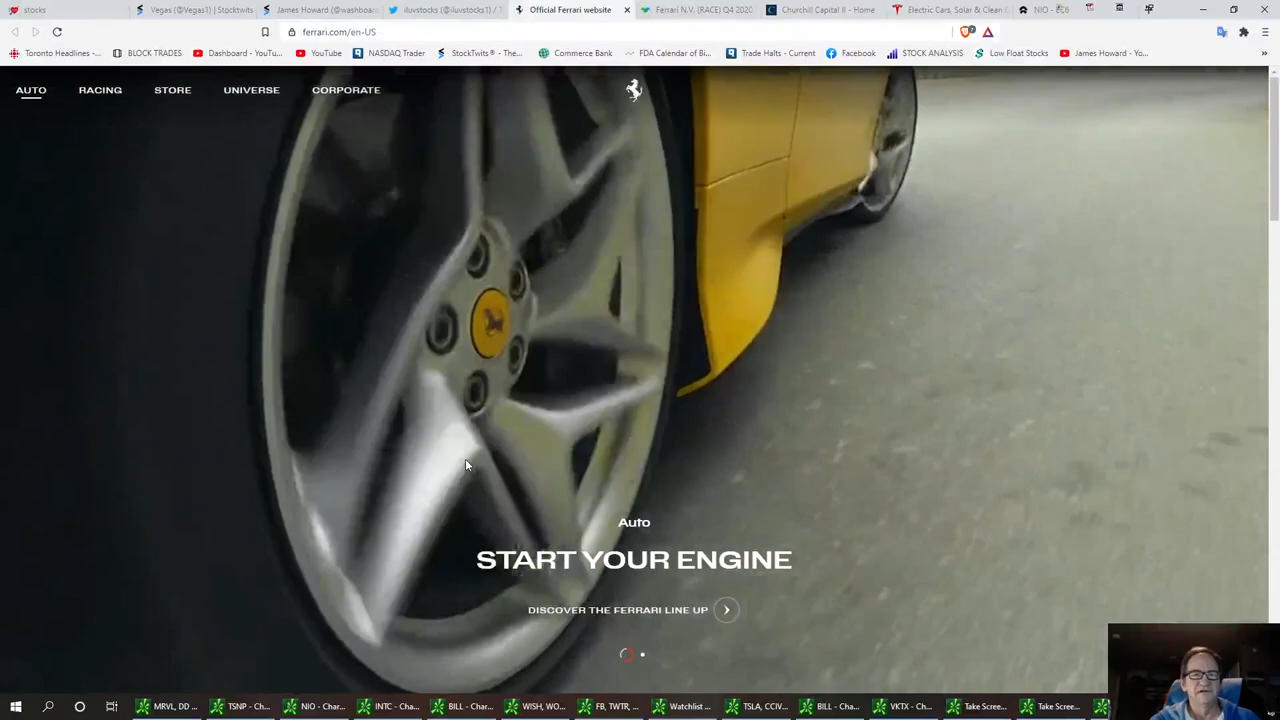 stocks
Vegas (@Vegas1) | Stocktwits
James Howard (@washboar
iluvstocks (@iluvstocks1) / T
Official Ferrari website
Ferrari N.V. (RACE) Q4 2020
Churchill Capital II - Home
Electric Cars, Solar & Clean E
ferrari.com/en-US
Toronto Headlines -...
BLOCK TRADES
Dashboard - YouTu...
YouTube
NASDAQ Trader
StockTwits® - The...
Commerce Bank
FDA Calendar of Bi...
Trade Halts - Current
Facebook
STOCK ANALYSIS
Low Float Stocks
James Howard - Yo...
AUTO
RACING
STORE
UNIVERSE
CORPORATE
Auto
START YOUR ENGINE
DISCOVER THE FERRARI LINE UP
MRVL, DD ...
TSNP - Cha...
NIO - Char...
INTC - Cha...
BILL - Char...
WISH, WO...
FB, TWTR, ...
Watchlist ...
TSLA, CCIV...
BILL - Char...
VKTX - Cha...
Take Scree...
Take Scree...